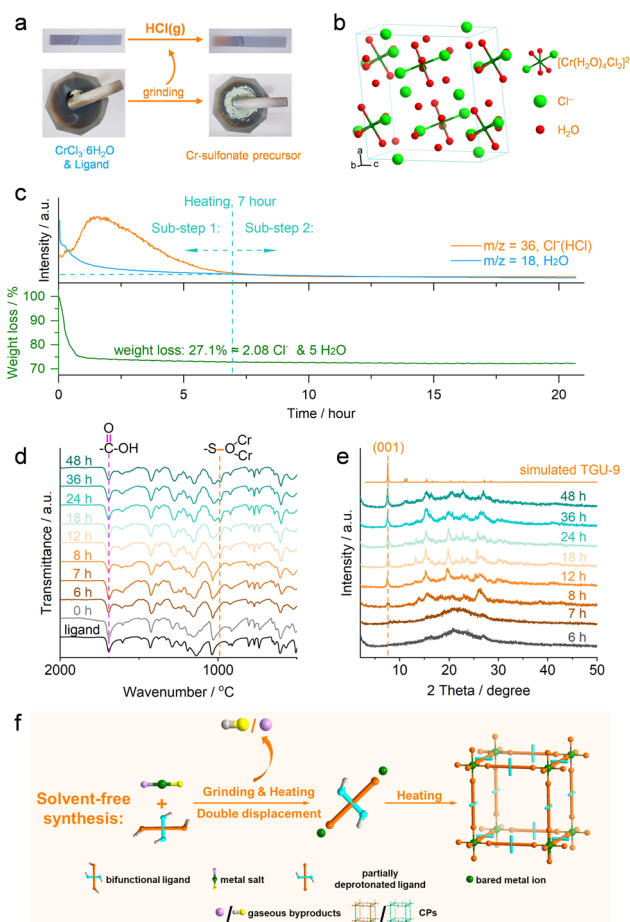 a
HCl(g)
grinding
CrCl3·6H2O
& Ligand
Cr-sulfonate precursor
b
[Cr(H2O)4Cl2]²
Cl⁻
H2O
a
b
c
c
Intensity / a.u.
Heating, 7 hour
Sub-step 1:
Sub-step 2:
m/z = 36, Cl⁻(HCl)
m/z = 18, H2O
Weight loss / %
100
90
80
70
weight loss: 27.1% ≈ 2.08 Cl⁻ & 5 H2O
0
5
10
15
20
Time / hour
d
O
-C-OH
-S-O
Cr
Cr
Transmittance / a.u.
48 h
36 h
24 h
18 h
12 h
8 h
7 h
6 h
0 h
ligand
2000
1000
Wavenumber / °C
e
(001)
simulated TGU-9
Intensity / a.u.
48 h
36 h
24 h
18 h
12 h
8 h
7 h
6 h
10
20
30
40
50
2 Theta / degree
f
Solvent-free
synthesis:
+
/
Grinding & Heating
Double displacement
Heating
bifunctional ligand
metal salt
partially
deprotonated ligand
bared metal ion
/
gaseous byproducts
/
CPs